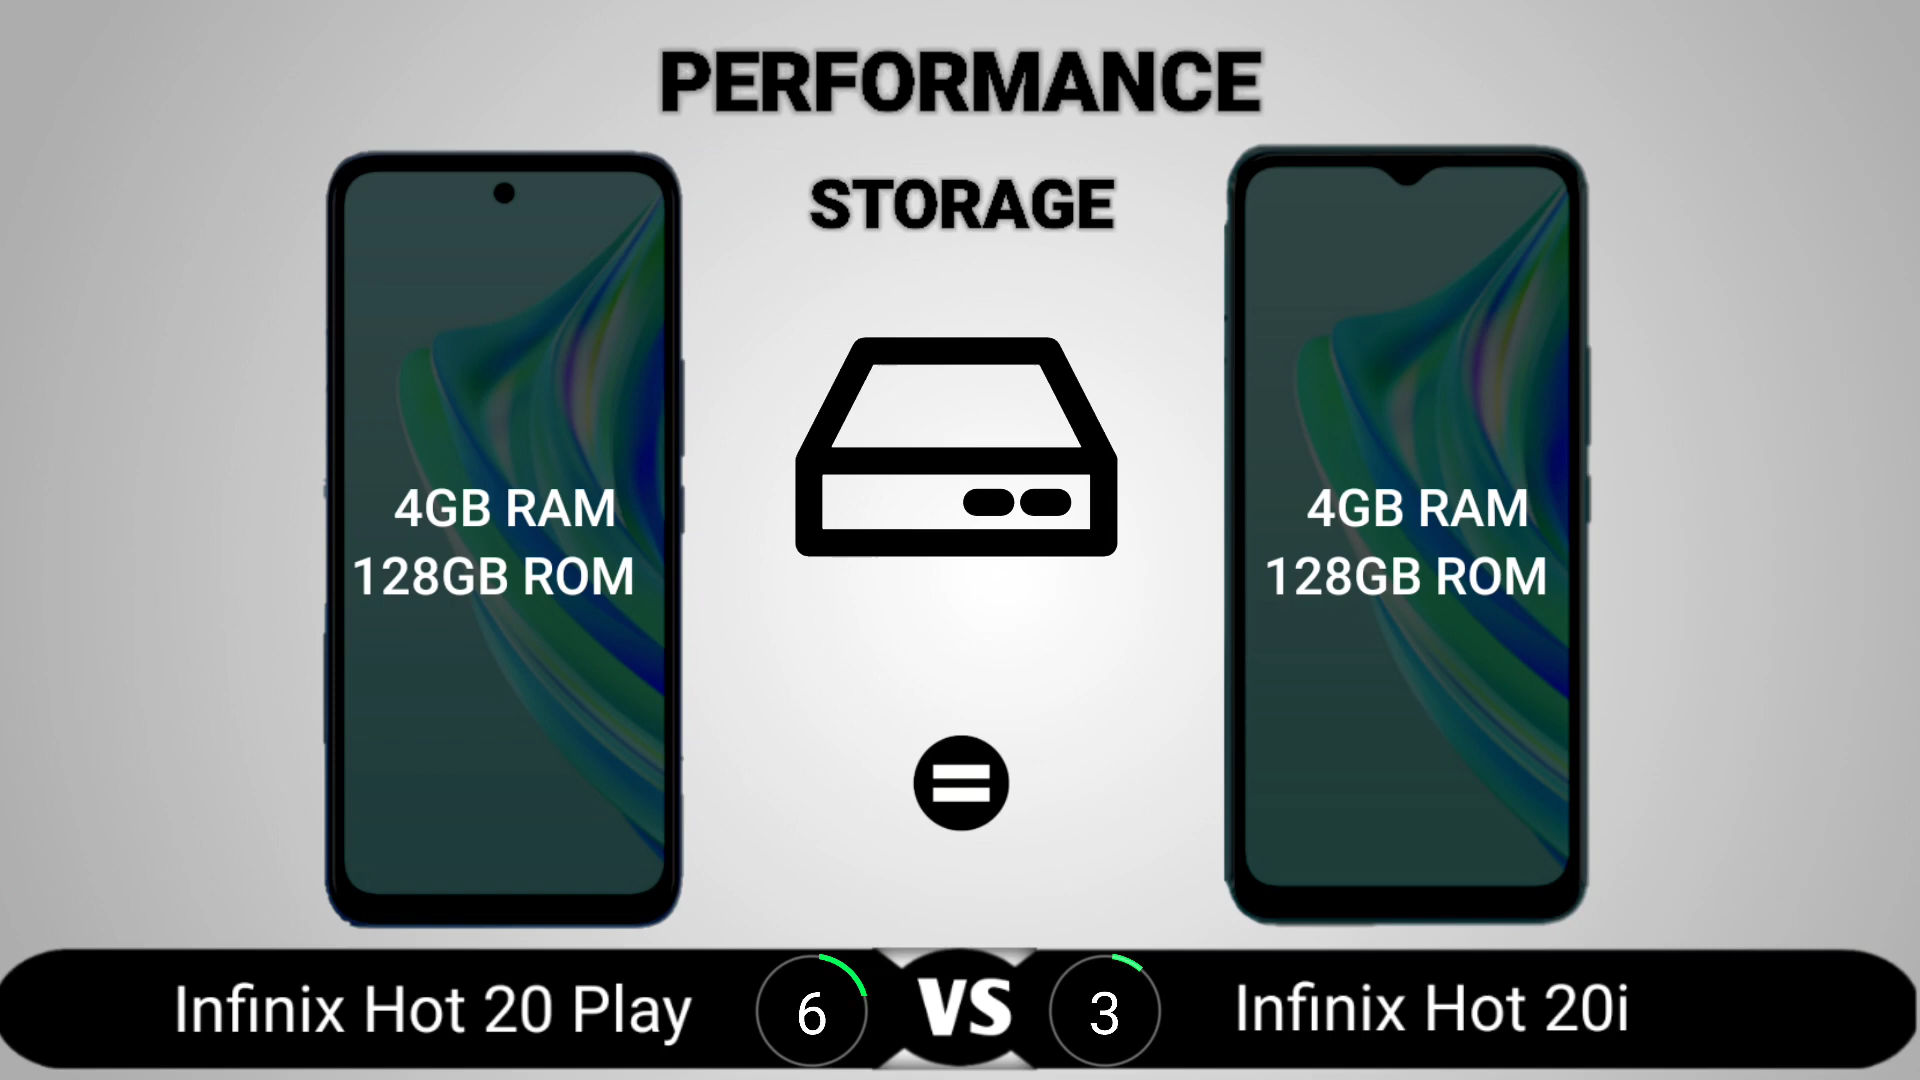 PERFORMANCE
STORAGE
4GB RAM
128GB ROM
4GB RAM
128GB ROM
Infinix Hot 20 Play
6
VS
3
Infinix Hot 20i